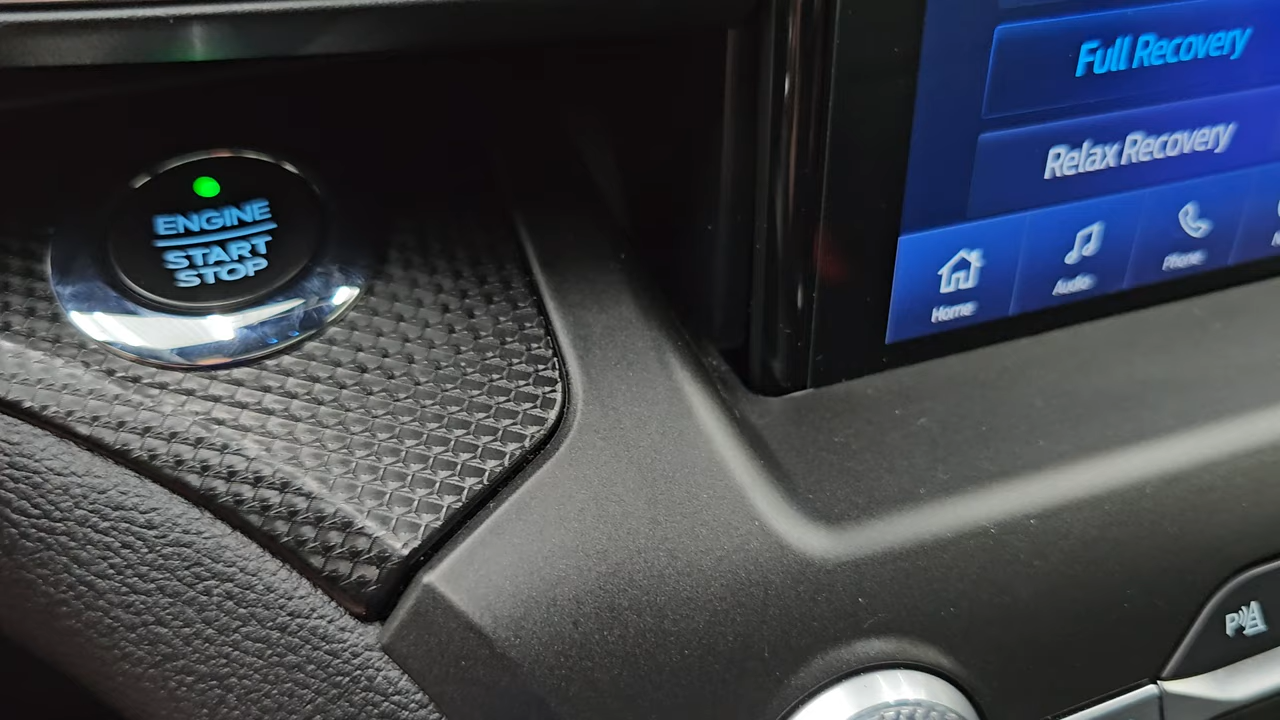 ENGINE
START
STOP
Full Recovery
Relax Recovery
Home
Audio
Phone
P